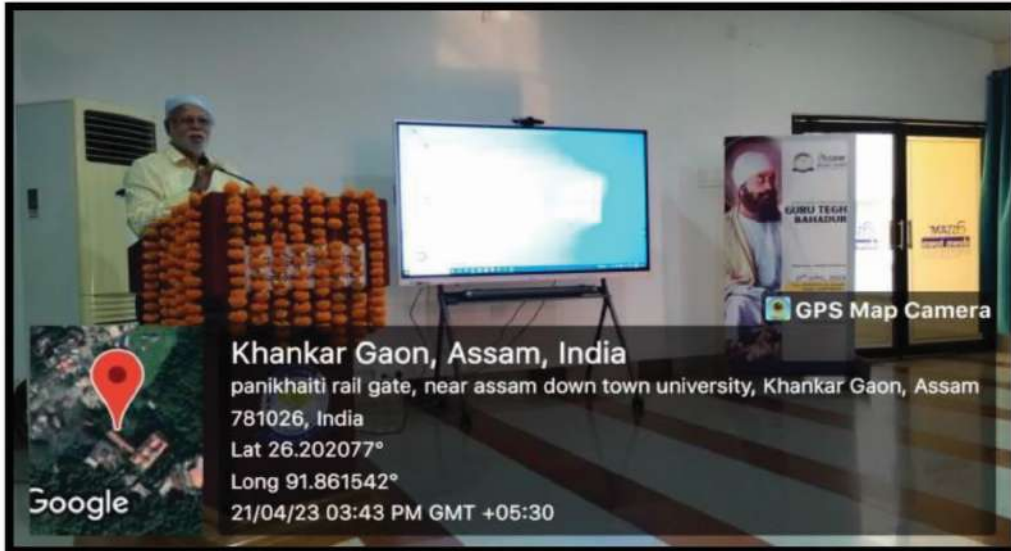 GURU TEGH
BAHADUR
GPS Map Camera
Khankar Gaon, Assam, India
panikhaiti rail gate, near assam down town university, Khankar Gaon, Assam
781026, India
Lat 26.202077°
Long 91.861542°
21/04/23 03:43 PM GMT +05:30
Google